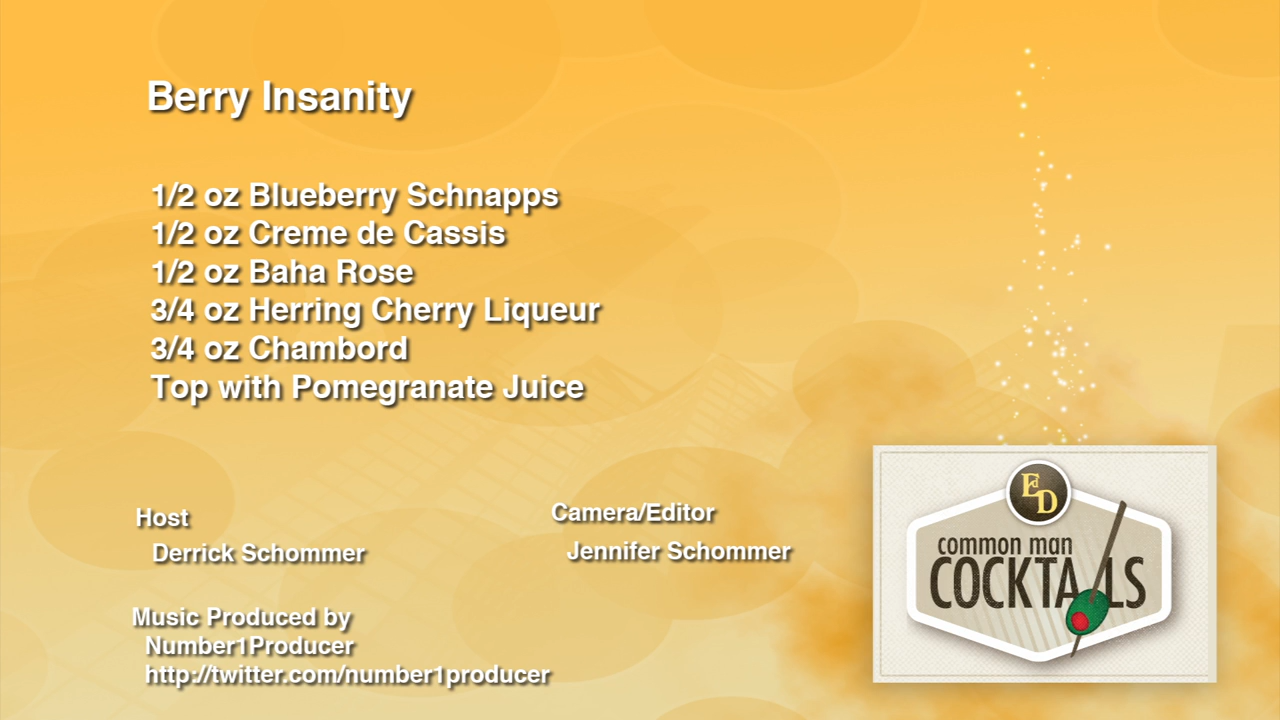 Berry Insanity
1/2 oz Blueberry Schnapps
1/2 oz Creme de Cassis
1/2 oz Baha Rose
3/4 oz Herring Cherry Liqueur
3/4 oz Chambord
Top with Pomegranate Juice
Host
Derrick Schommer
Camera/Editor
Jennifer Schommer
Music Produced by
Number1Producer
http://twitter.com/number1producer
EdD
common man
COCKTAILS